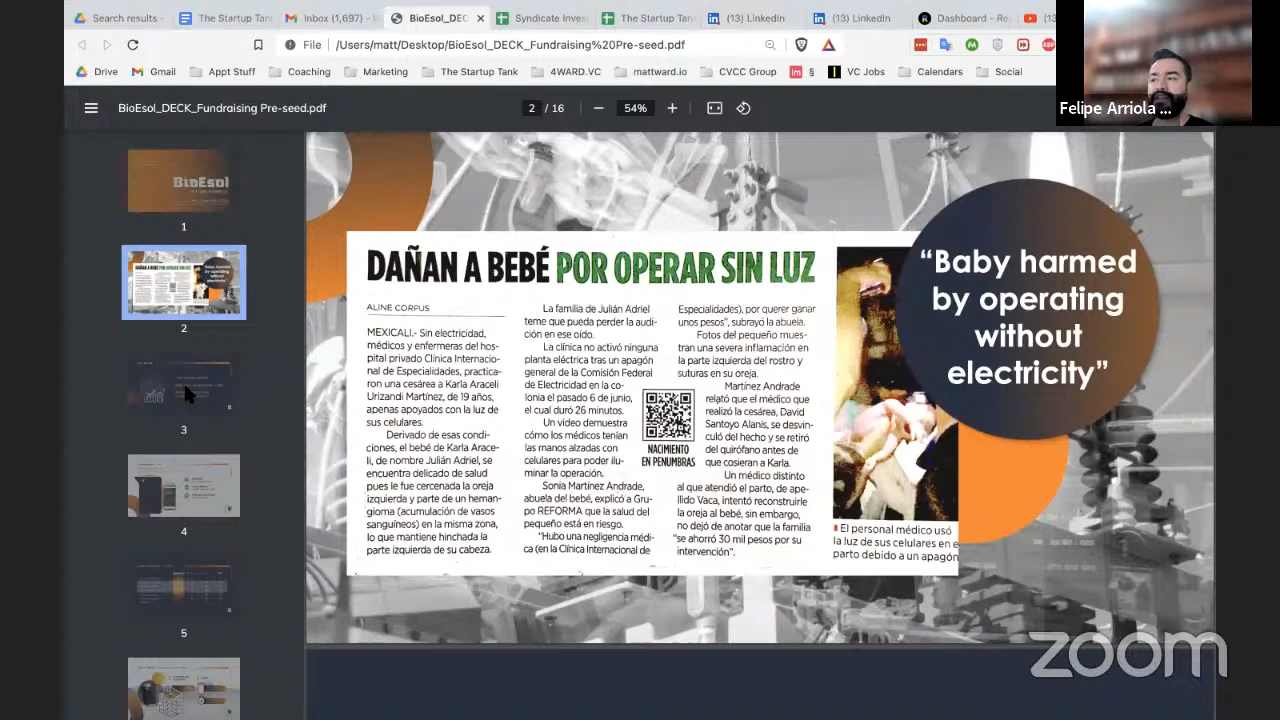 Search results -
The Startup Tan
Inbox (1,697) -
BioEsol_DEC
Syndicate Inves
The Startup Tan
(13) LinkedIn
(13) LinkedIn
Dashboard – Re
(13
File
/Users/matt/Desktop/BioEsol_DECK_Fundraising%20Pre-seed.pdf
Drive
Gmail
Appt Stuff
Coaching
Marketing
The Startup Tank
4WARD.VC
mattward.io
CVCC Group
§
VC Jobs
Calendars
Social
Felipe Arriola ...
BioEsol_DECK_Fundraising Pre-seed.pdf
2 / 16
54%
BioEsol
1
2
3
4
5
DAÑAN A BEBÉ POR OPERAR SIN LUZ
ALINE CORPUS
MEXICALI.- Sin electricidad,
médicos y enfermeras del hos-
pital privado Clínica Internacio-
nal de Especialidades, practica-
ron una cesárea a Karla Araceli
Urizandi Martínez, de 19 años,
apenas apoyados con la luz de
sus celulares.
Derivado de esas condi-
ciones, el bebé de Karla Arace-
li, de nombre Julián Adriel, se
encuentra delicado de salud
pues le fue cercenada la oreja
izquierda y parte de un heman-
gioma (acumulación de vasos
sanguíneos) en la misma zona,
lo que mantiene hinchada la
parte izquierda de su cabeza.
La familia de Julián Adriel
teme que pueda perder la audi-
ción en ese oído.
La clínica no activó ninguna
planta eléctrica tras un apagón
general de la Comisión Federal
de Electricidad en la co-
lonia el pasado 6 de junio,
el cual duró 26 minutos.
Un video demuestra
cómo los médicos tenían
las manos alzadas con
celulares para poder ilu-
minar la operación.
Sonia Martínez Andrade,
abuela del bebé, explicó a Gru-
po REFORMA que la salud del
pequeño está en riesgo.
"Hubo una negligencia médi-
ca (en la Clínica Internacional de
Especialidades), por querer ganar
unos pesos", subrayó la abuela.
Fotos del pequeño mues-
tran una severa inflamación en
la parte izquierda del rostro y
suturas en su oreja.
Martínez Andrade
relató que el médico que
realizó la cesárea, David
Santoyo Alanís, se desvin-
culó del hecho y se retiró
del quirófano antes de
que cosieran a Karla.
Un médico distinto
al que atendió el parto, de ape-
llido Vaca, intentó reconstruirle
la oreja al bebé, sin embargo,
no dejó de anotar que la familia
"se ahorró 30 mil pesos por su
intervención".
NACIMIENTO
EN PENUMBRAS
El personal médico usó
la luz de sus celulares en e
parto debido a un apagón
“Baby harmed
by operating
without
electricity”
zoom